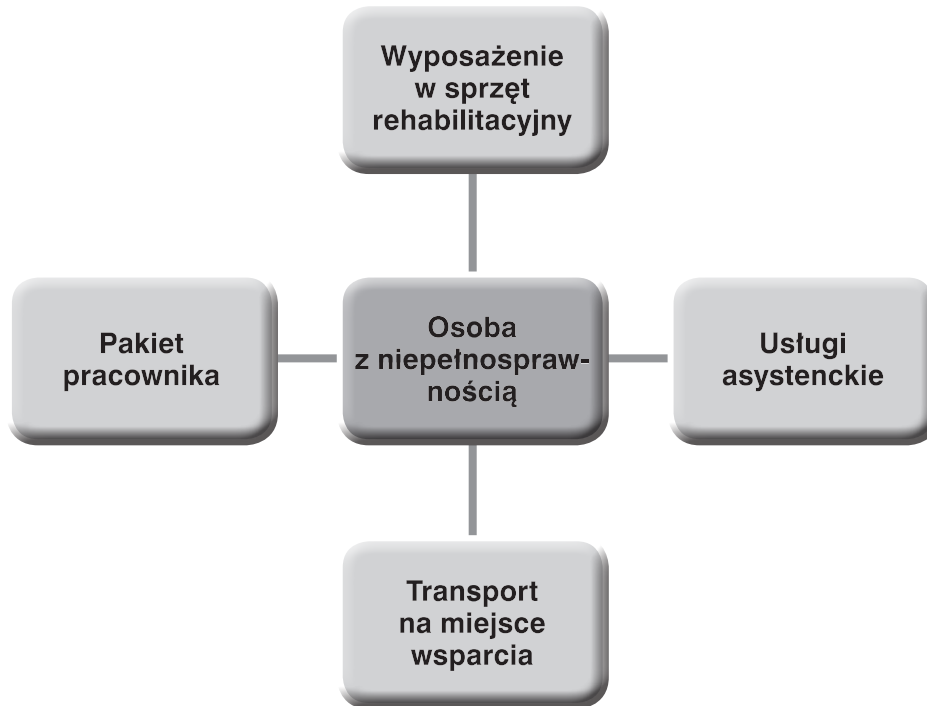 Wyposażenie
w sprzęt
rehabilitacyjny
Pakiet
pracownika
Osoba
z niepełnospraw-
nością
Usługi
asystenckie
Transport
na miejsce
wsparcia